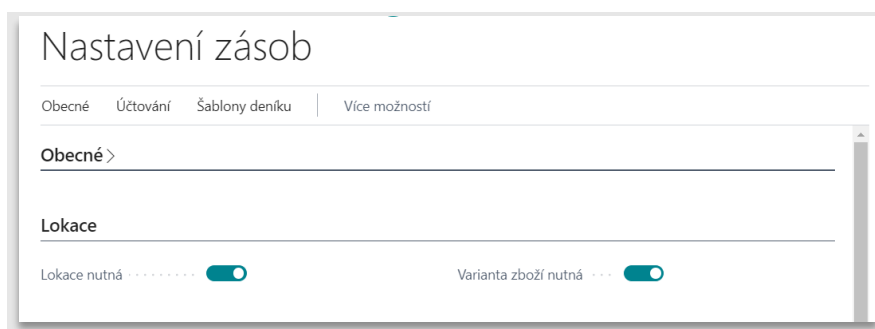 Nastavení zásob
Obecné Účtování Šablony deníku Více možností
Obecné >
Lokace
Lokace nutná Varianta zboží nutná